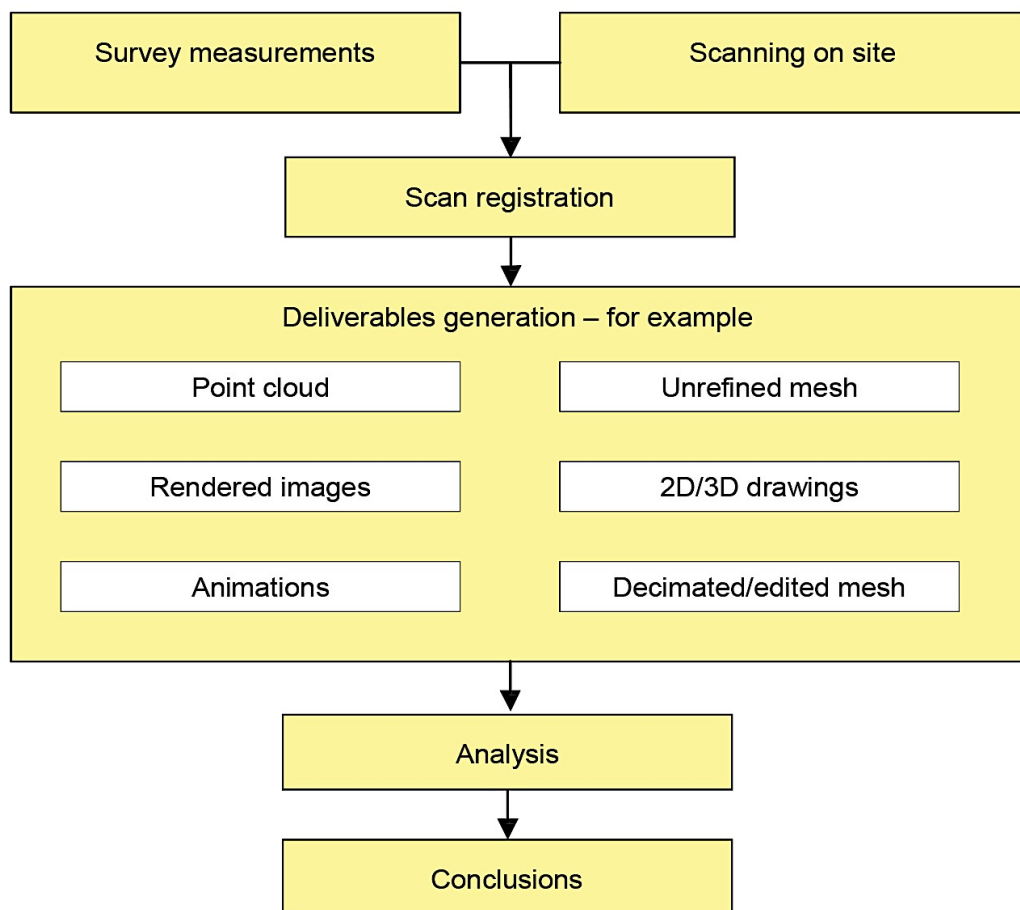 Survey measurements
Scanning on site
Scan registration
Deliverables generation – for example
Point cloud
Unrefined mesh
Rendered images
2D/3D drawings
Animations
Decimated/edited mesh
Analysis
Conclusions